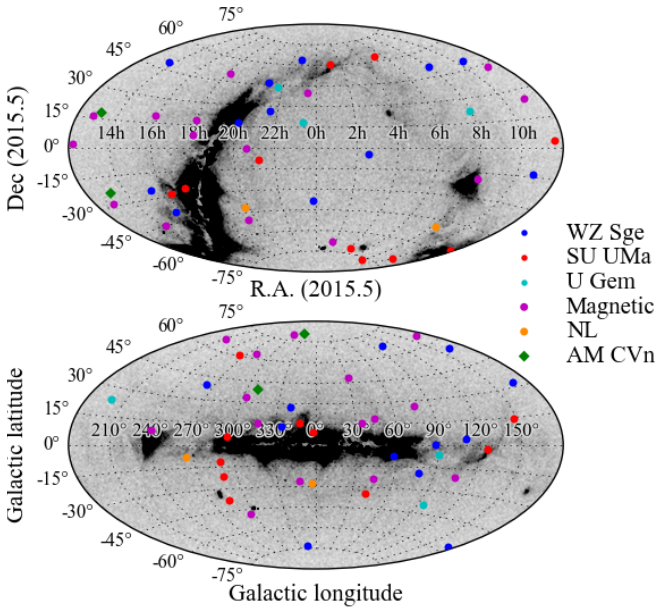 75°
60°
45°
30°
15°
0°
-15°
-30°
-45°
-60°
-75°
14h 16h 18h 20h 22h 0h 2h 4h 6h 8h 10h
Dec (2015.5)
R.A. (2015.5)
WZ Sge
SU UMa
U Gem
Magnetic
NL
AM CVn
75°
60°
45°
30°
15°
0°
-15°
-30°
-45°
-60°
-75°
210° 240° 270° 300° 330° 0° 30° 60° 90° 120° 150°
Galactic latitude
Galactic longitude